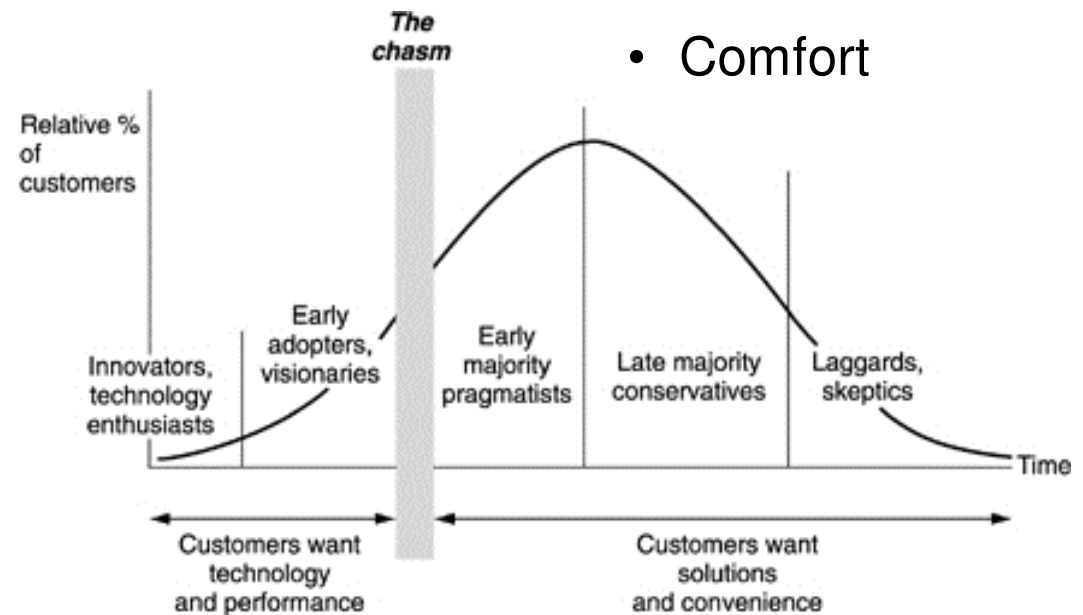 The
chasm
• Comfort
Relative %
of
customers
Innovators,
technology
enthusiasts
Early
adopters,
visionaries
Early
majority
pragmatists
Late majority
conservatives
Laggards,
skeptics
Time
Customers want
technology
and performance
Customers want
solutions
and convenience